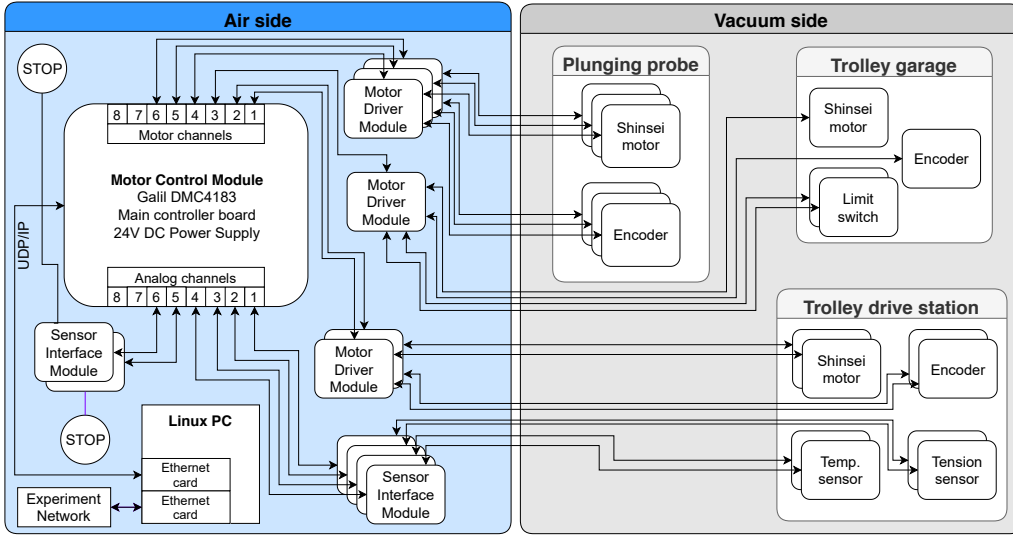 Air side
Vacuum side
STOP
8 7 6 5 4 3 2 1
Motor channels
Motor Control Module
Galil DMC4183
Main controller board
24V DC Power Supply
Analog channels
8 7 6 5 4 3 2 1
UDP/IP
Sensor
Interface
Module
STOP
Linux PC
Ethernet
card
Ethernet
card
Experiment
Network
Motor
Driver
Module
Motor
Driver
Module
Motor
Driver
Module
Sensor
Interface
Module
Plunging probe
Shinsei
motor
Encoder
Trolley garage
Shinsei
motor
Encoder
Limit
switch
Trolley drive station
Shinsei
motor
Encoder
Temp.
sensor
Tension
sensor